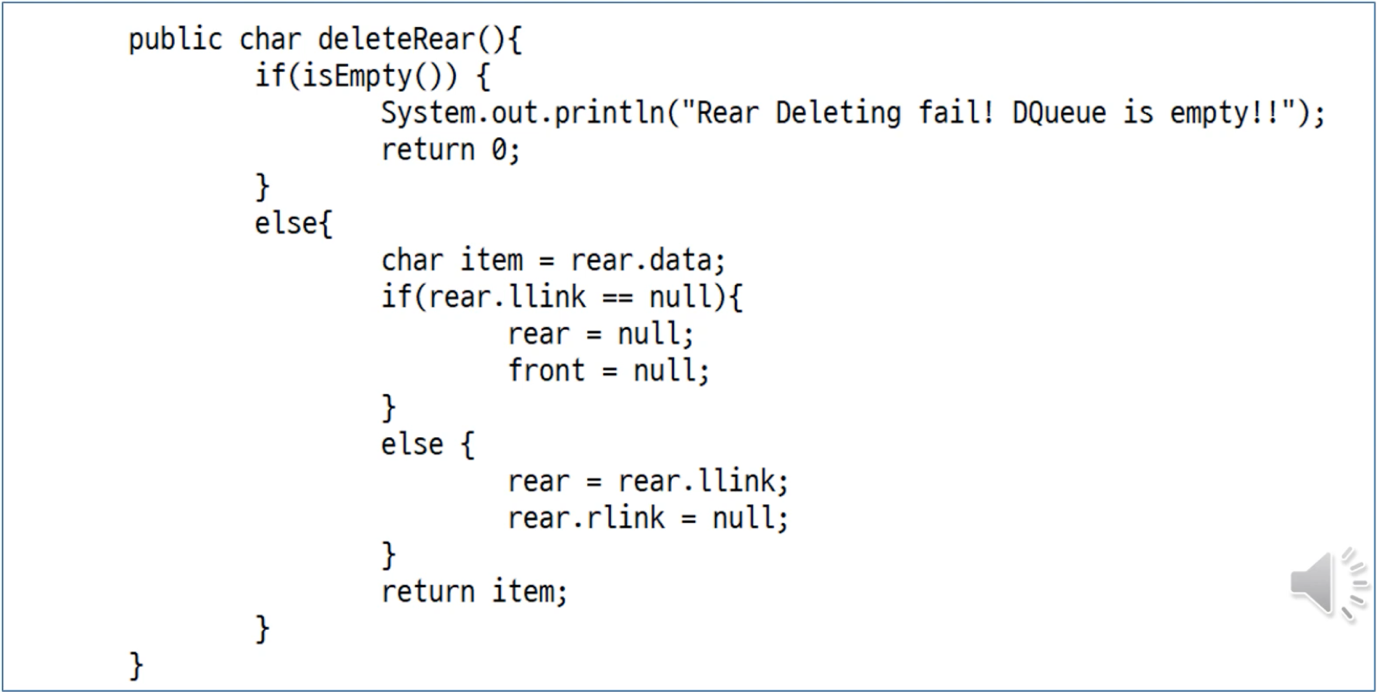 public char deleteRear(){
if(isEmpty()) {
System.out.println("Rear Deleting fail! DQueue is empty!!");
return 0;
}
else{
char item = rear.data;
if(rear.llink == null){
rear = null;
front = null;
}
else {
rear = rear.llink;
rear.rlink = null;
}
return item;
}
}